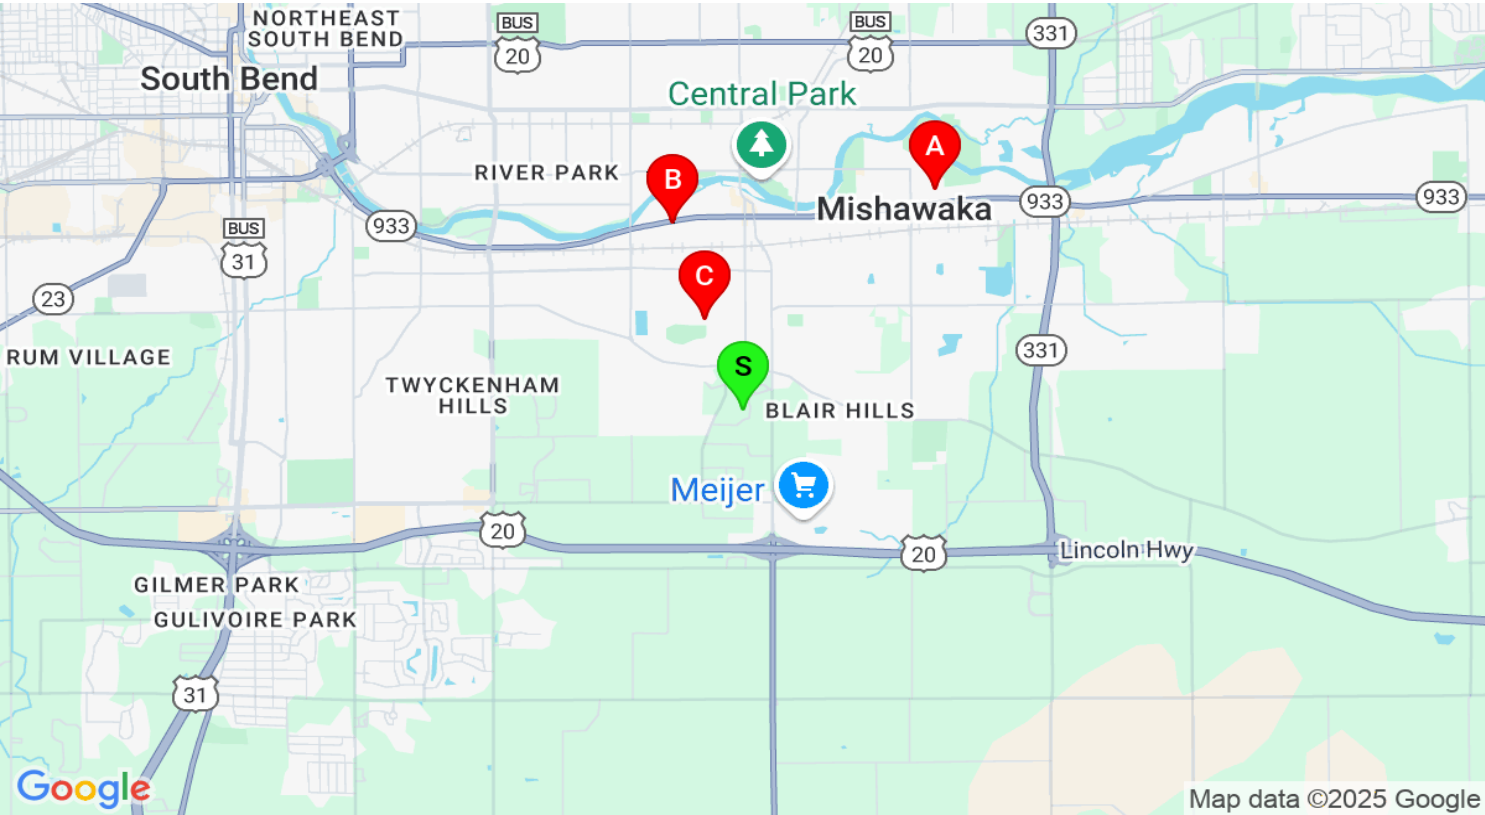 NORTHEAST
SOUTH BEND
BUS
20
BUS
20
331
South Bend
Central Park
A
RIVER PARK
B
933
Mishawaka
933
933
BUS
31
C
23
331
RUM VILLAGE
S
TWYCKENHAM
HILLS
BLAIR HILLS
Meijer
20
20
Lincoln Hwy
GILMER PARK
GULIVOIRE PARK
31
Google
Map data ©2025 Google